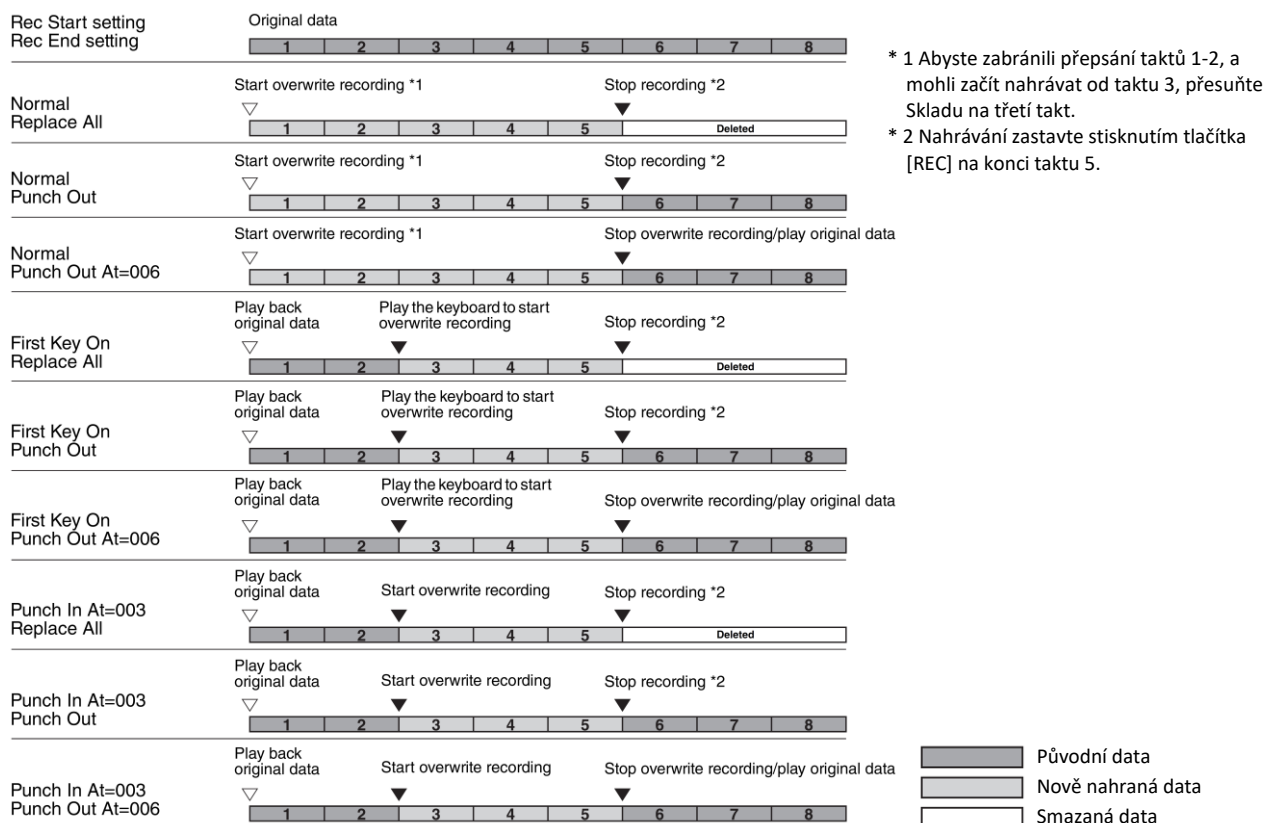 Rec Start setting
Rec End setting
Original data
1 2 3 4 5 6 7 8
Normal
Replace All
Start overwrite recording *1
Stop recording *2
1 2 3 4 5 Deleted
Normal
Punch Out
Start overwrite recording *1
Stop recording *2
1 2 3 4 5 6 7 8
Normal
Punch Out At=006
Start overwrite recording *1
Stop overwrite recording/play original data
1 2 3 4 5 6 7 8
First Key On
Replace All
Play back
original data
Play the keyboard to start
overwrite recording
Stop recording *2
1 2 3 4 5 Deleted
First Key On
Punch Out
Play back
original data
Play the keyboard to start
overwrite recording
Stop recording *2
1 2 3 4 5 6 7 8
First Key On
Punch Out At=006
Play back
original data
Play the keyboard to start
overwrite recording
Stop overwrite recording/play original data
1 2 3 4 5 6 7 8
Punch In At=003
Replace All
Play back
original data
Start overwrite recording
Stop recording *2
1 2 3 4 5 Deleted
Punch In At=003
Punch Out
Play back
original data
Start overwrite recording
Stop recording *2
1 2 3 4 5 6 7 8
Punch In At=003
Punch Out At=006
Play back
original data
Start overwrite recording
Stop overwrite recording/play original data
1 2 3 4 5 6 7 8
* 1 Abyste zabránili přepsání taktů 1-2, a
mohli začít nahrávat od taktu 3, přesuňte
Skladu na třetí takt.
* 2 Nahrávání zastavte stisknutím tlačítka
[REC] na konci taktu 5.
Původní data
Nově nahraná data
Smazaná data